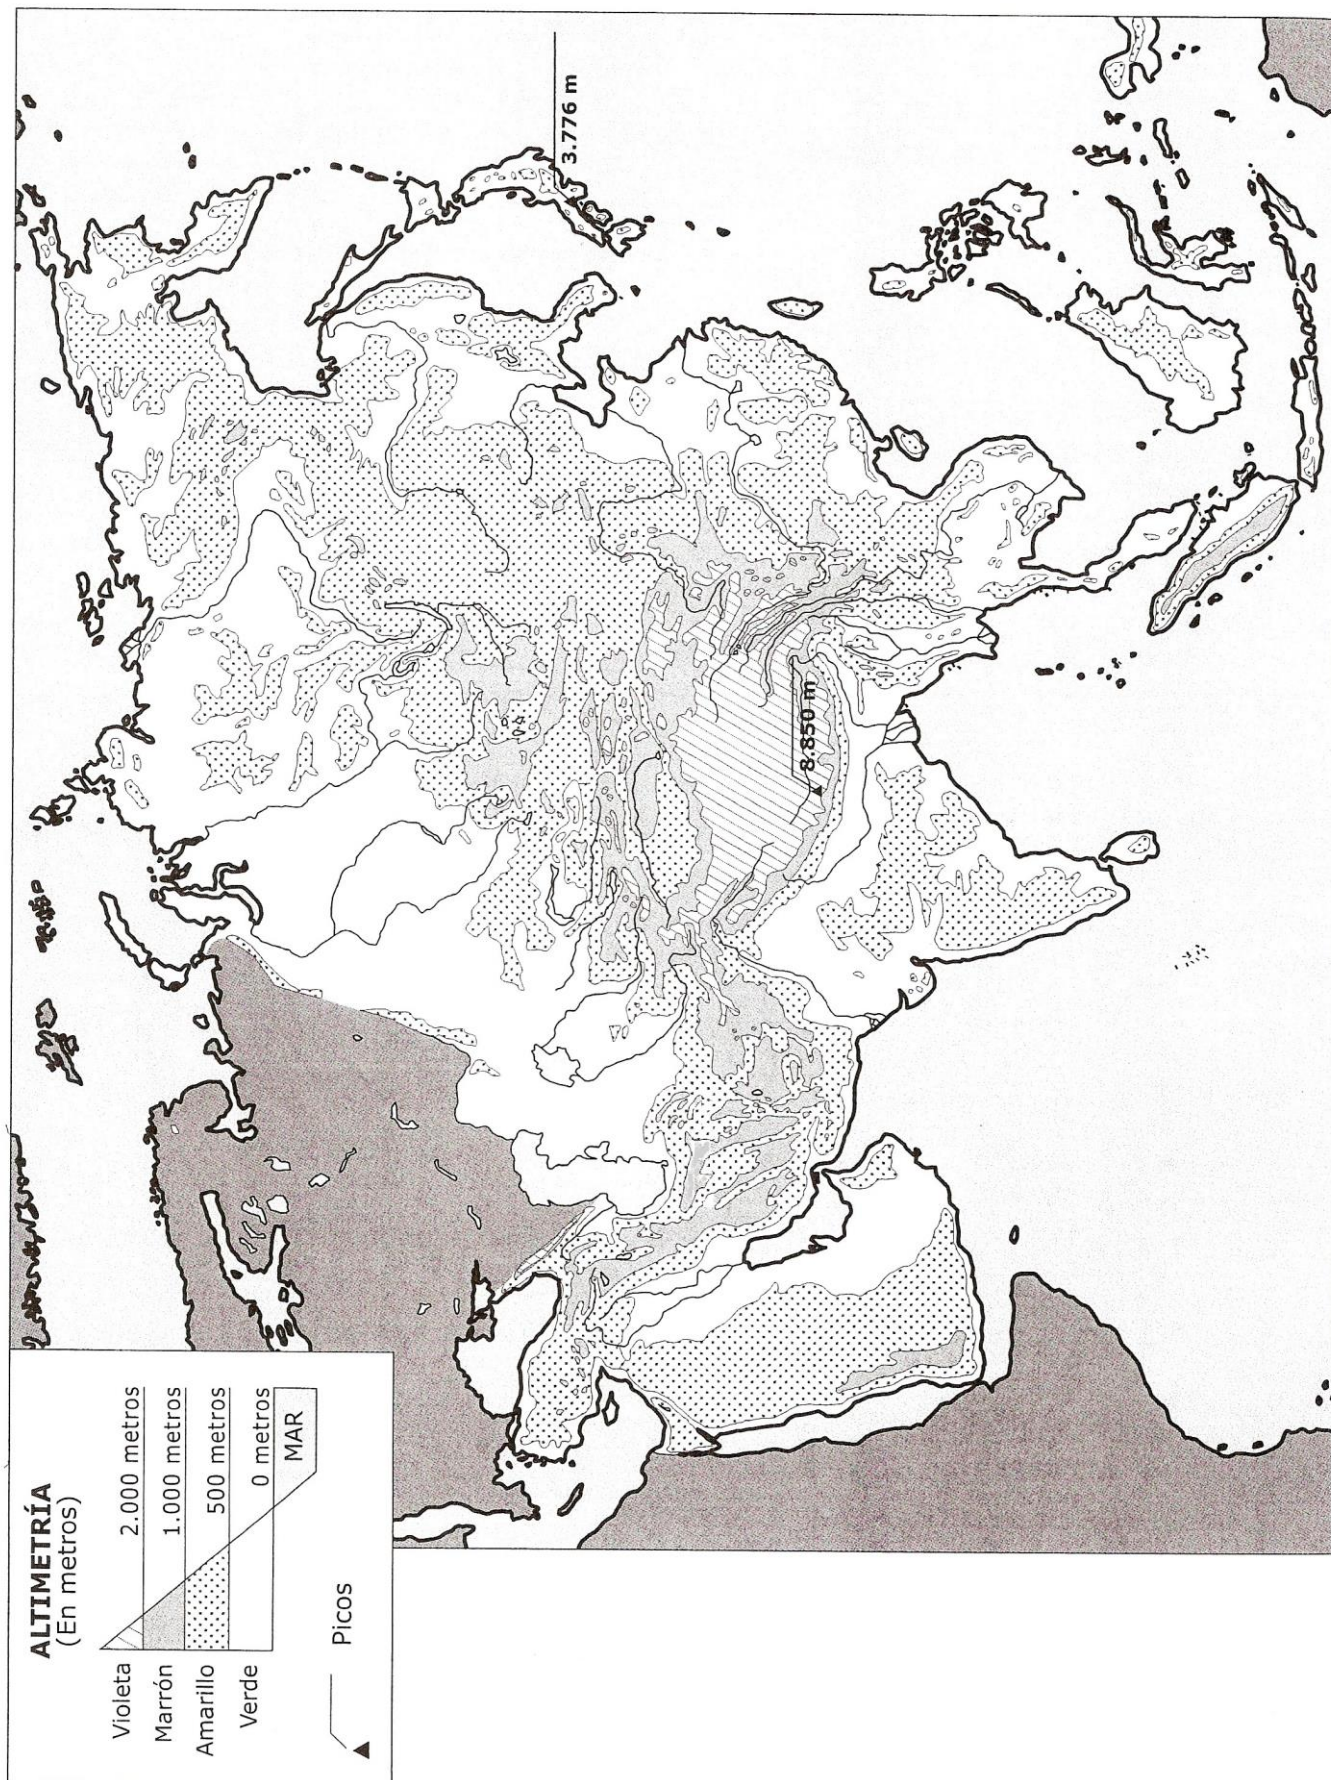 ALTIMETRÍA
(En metros)
Violeta
2.000 metros
Marrón
1.000 metros
Amarillo
500 metros
Verde
0 metros
MAR
Picos
3.776 m
8.850 m